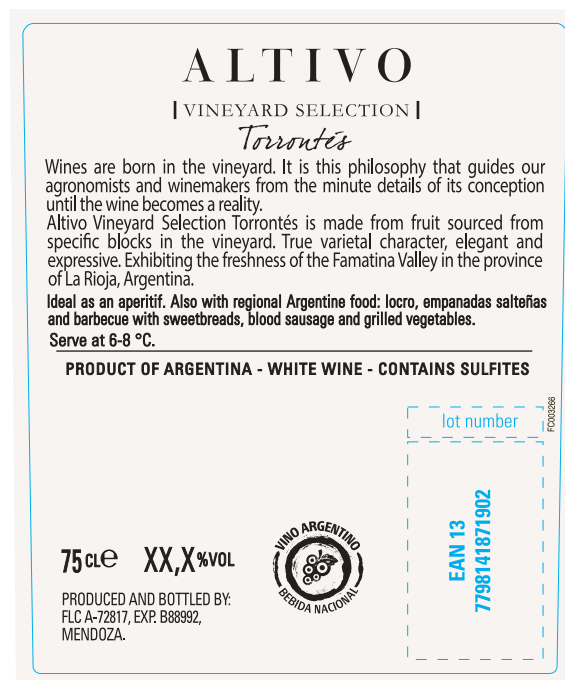 ALTIVO
VINEYARD SELECTION
Torrontés
Wines are born in the vineyard. It is this philosophy that guides our
agronomists and winemakers from the minute details of its conception
until the wine becomes a reality.
Altivo Vineyard Selection Torrontés is made from fruit sourced from
specific blocks in the vineyard. True varietal character, elegant and
expressive. Exhibiting the freshness of the Famatina Valley in the province
of La Rioja, Argentina.
Ideal as an aperitif. Also with regional Argentine food: locro, empanadas salteñas
and barbecue with sweetbreads, blood sausage and grilled vegetables.
Serve at 6-8 °C.
PRODUCT OF ARGENTINA - WHITE WINE - CONTAINS SULFITES
lot number
FC003266
EAN 13
7798141871902
VINO ARGENTINO
BEBIDA NACIONAL
75 CLe XX,X %VOL
PRODUCED AND BOTTLED BY:
FLC A-72817, EXP. B88992,
MENDOZA.